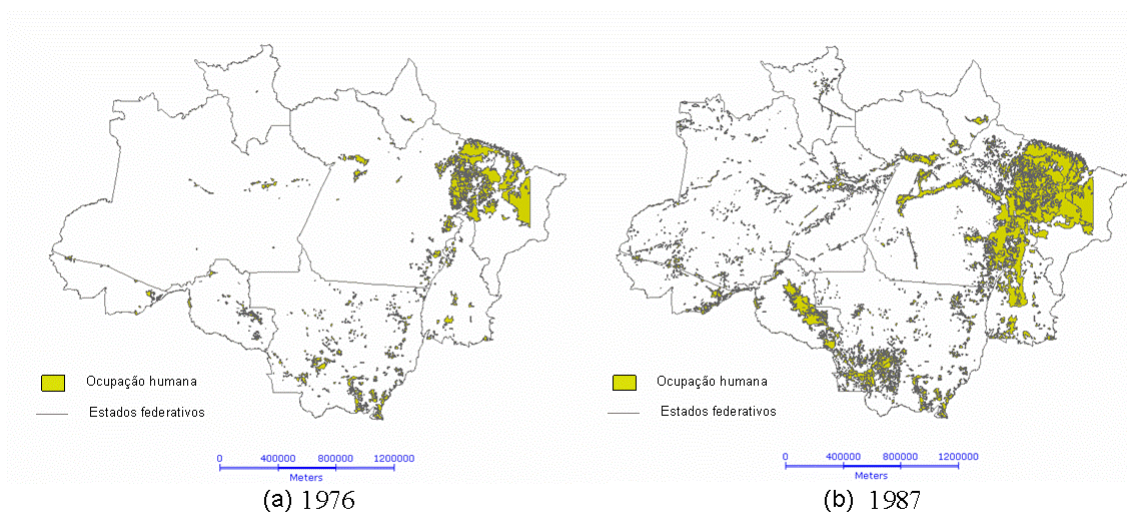 Ocupação humana
Estados federativos
0 400000 800000 1200000
Meters
(a) 1976
Ocupação humana
Estados federativos
0 400000 800000 1200000
Meters
(b) 1987